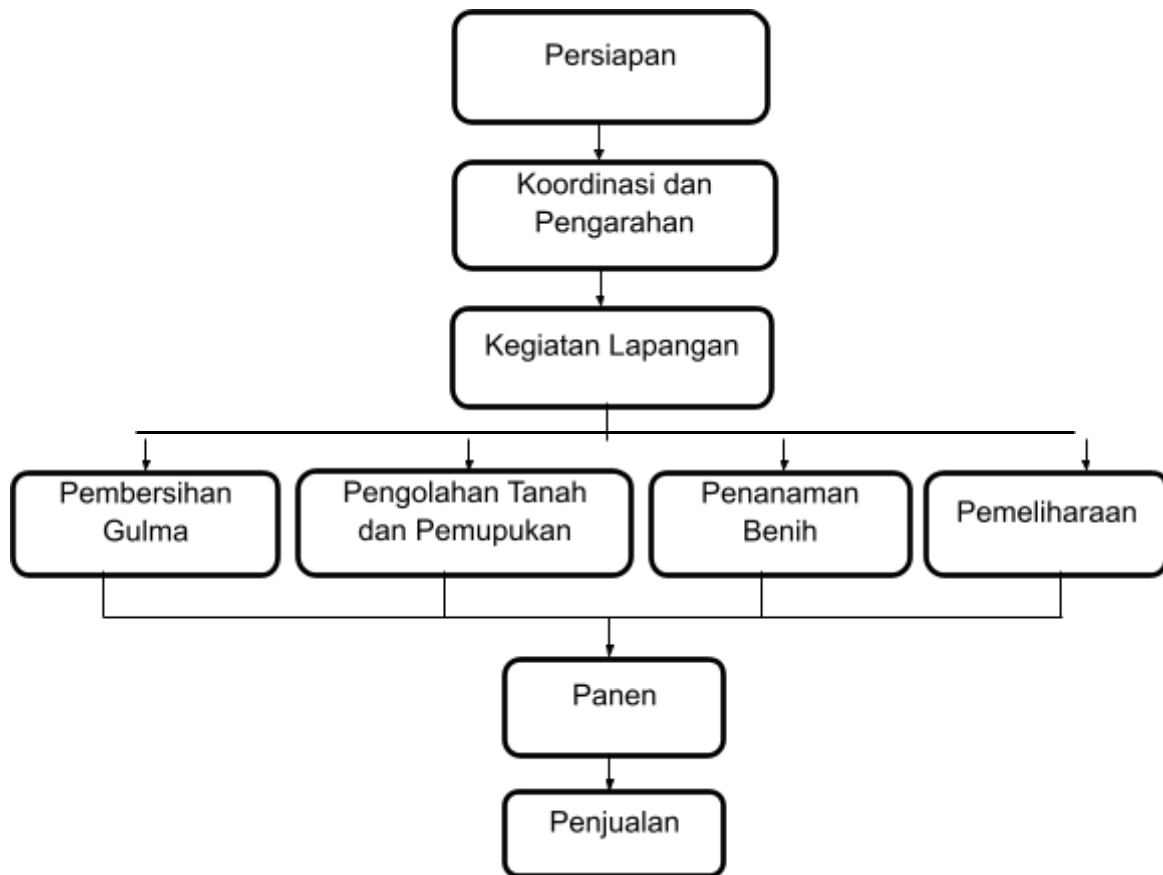 Persiapan
Koordinasi dan
Pengarahan
Kegiatan Lapangan
Pembersihan
Gulma
Pengolahan Tanah
dan Pemupukan
Penanaman
Benih
Pemeliharaan
Panen
Penjualan